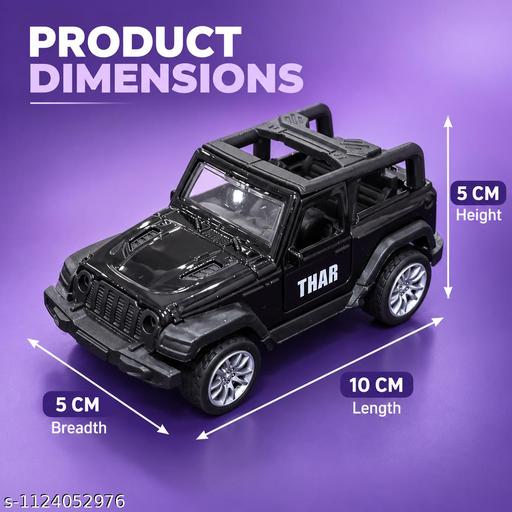 PRODUCT
DIMENSIONS
5 CM
Height
THAR
10 CM
Length
5 CM
Breadth
s-1124052976